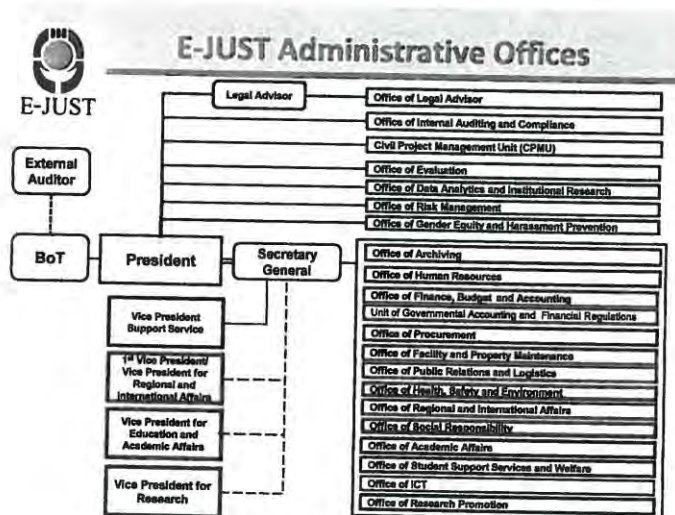 E-JUST Administrative Offices
E-JUST
Legal Advisor
Office of Legal Advisor
Office of Internal Auditing and Compliance
Civil Project Management Unit (CPMU)
External
Auditor
Office of Evaluation
Office of Data Analytics and Institutional Research
Office of Risk Management
Office of Gender Equity and Harassment Prevention
BoT
President
Secretary
General
Office of Archiving
Office of Human Resources
Office of Finance, Budget and Accounting
Unit of Governmental Accounting and Financial Regulations
Office of Procurement
Office of Facility and Property Maintenance
Office of Public Relations and Logistics
Office of Health, Safety and Environment
Office of Regional and International Affairs
Office of Social Responsibility
Office of Academic Affairs
Office of Student Support Services and Welfare
Office of ICT
Office of Research Promotion
Vice President
Support Service
1st Vice President/
Vice President for
Regional and
International Affairs
Vice President for
Education and
Academic Affairs
Vice President for
Research